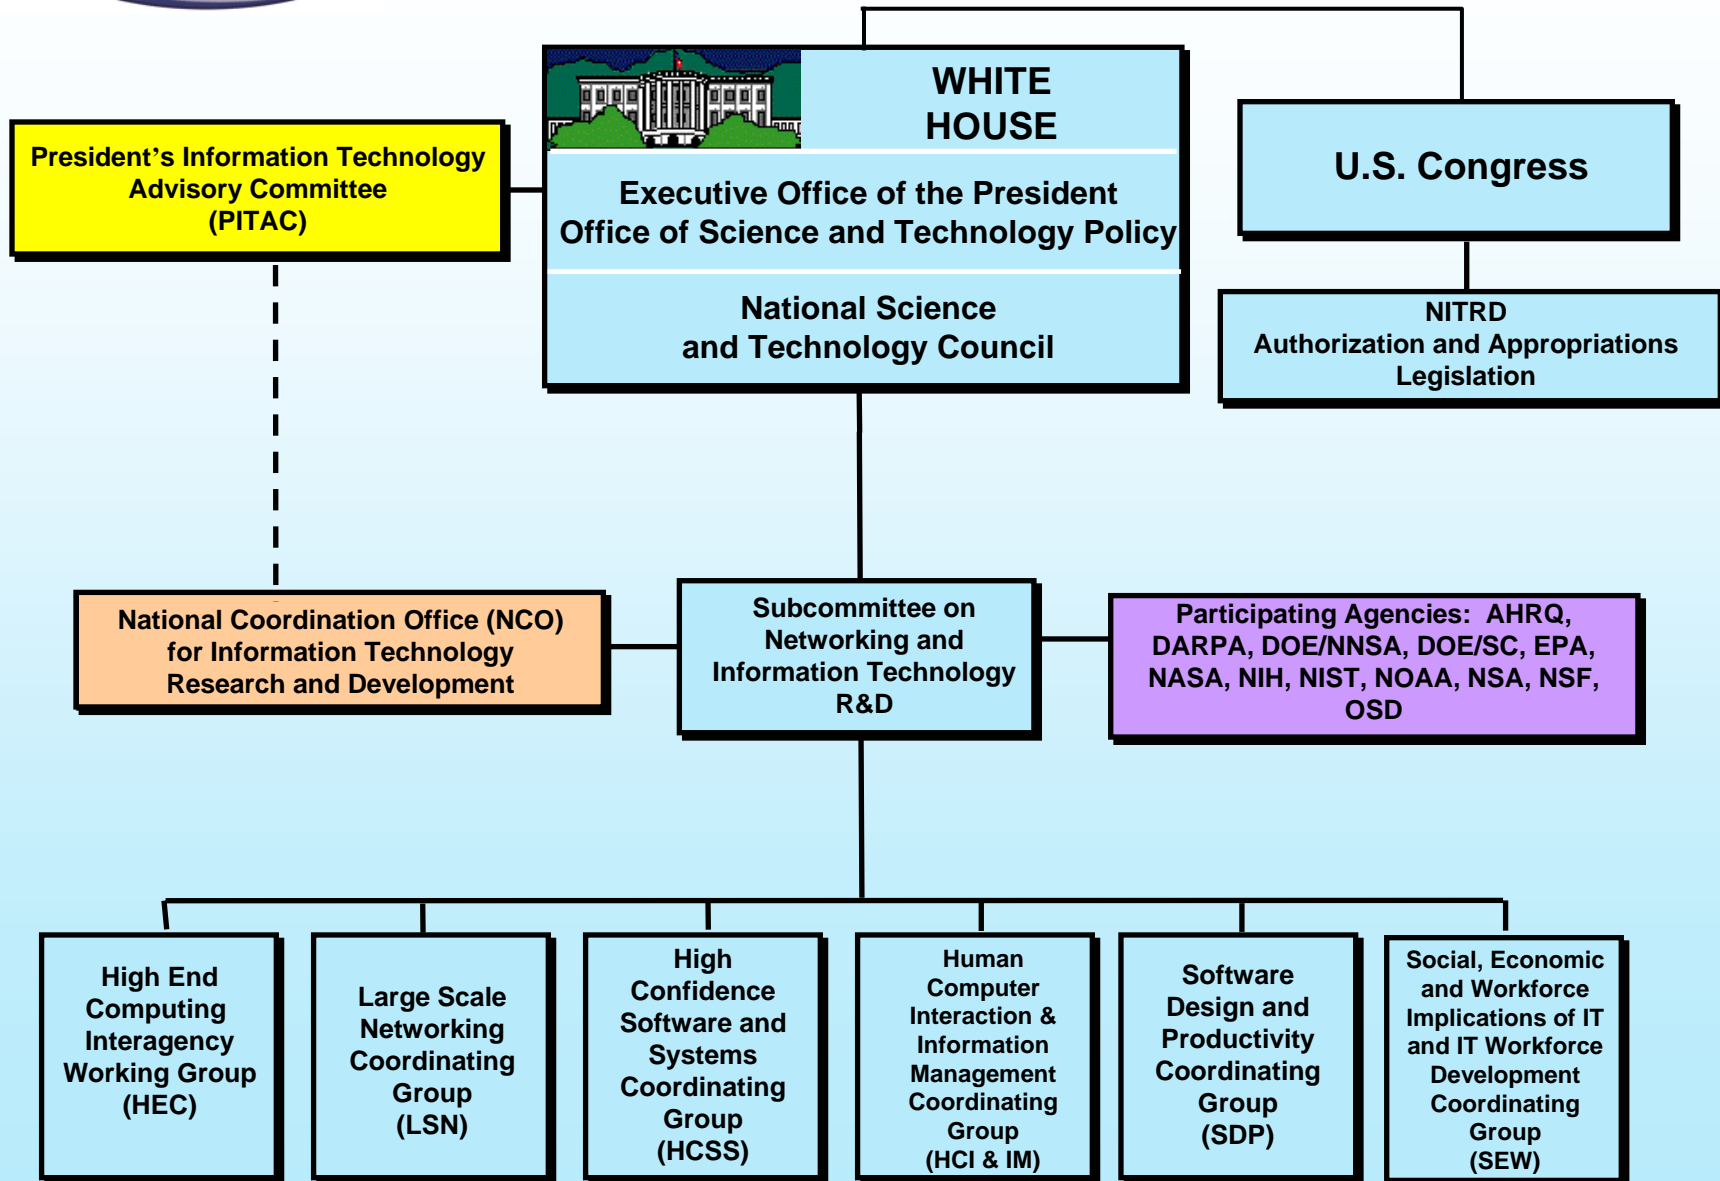 WHITE
HOUSE
President's Information Technology
Advisory Committee
(PITAC)
Executive Office of the President
Office of Science and Technology Policy
National Science
and Technology Council
U.S. Congress
NITRD
Authorization and Appropriations
Legislation
National Coordination Office (NCO)
for Information Technology
Research and Development
Subcommittee on
Networking and
Information Technology
R&D
Participating Agencies: AHRQ,
DARPA, DOE/NNSA, DOE/SC, EPA,
NASA, NIH, NIST, NOAA, NSA, NSF,
OSD
High End
Computing
Interagency
Working Group
(HEC)
Large Scale
Networking
Coordinating
Group
(LSN)
High
Confidence
Software and
Systems
Coordinating
Group
(HCSS)
Human
Computer
Interaction &
Information
Management
Coordinating
Group
(HCI & IM)
Software
Design and
Productivity
Coordinating
Group
(SDP)
Social, Economic
and Workforce
Implications of IT
and IT Workforce
Development
Coordinating
Group
(SEW)